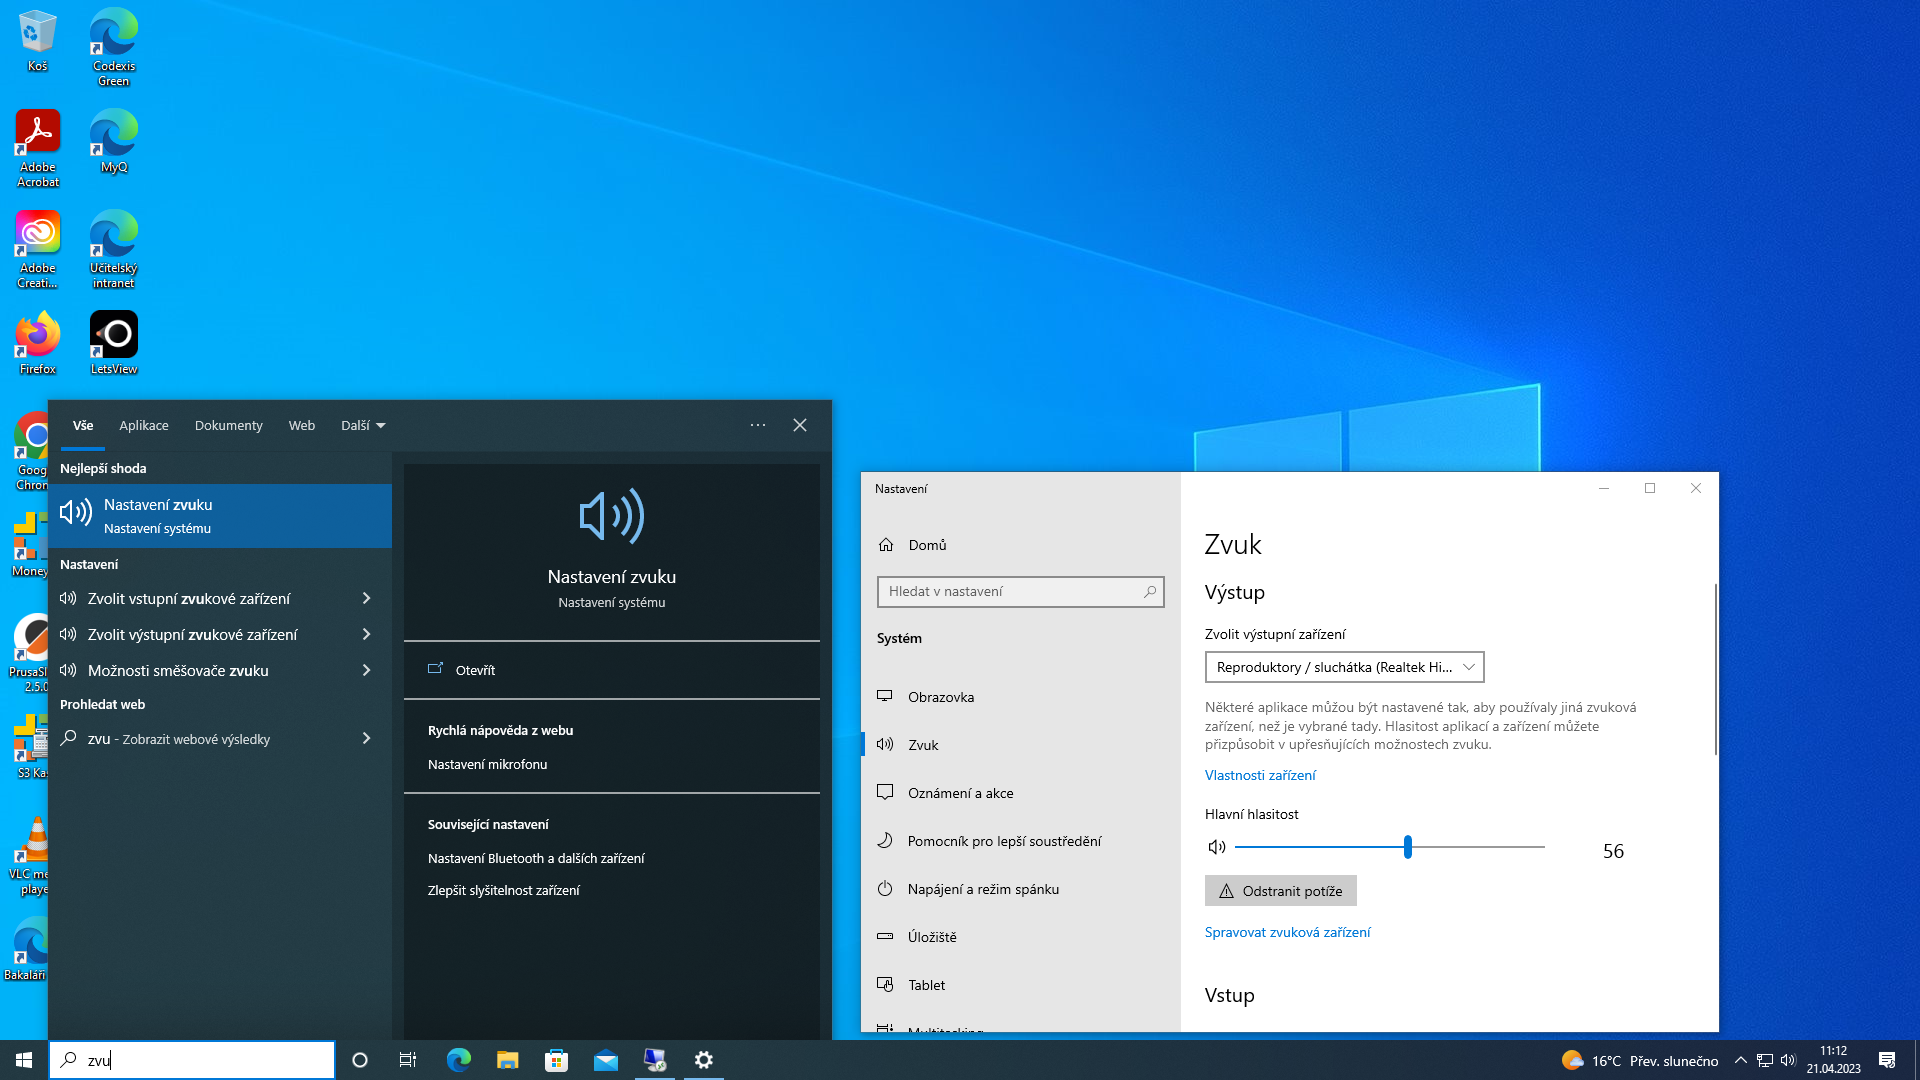 Koš
Codexis
Green
Adobe
Acrobat
MyQ
Adobe
Creati...
Učitelský
intranet
Firefox
LetsView
Goog
Chron
Money
PrusaSl
2.5.0
S3 Ka
VLC me
playe
Bakaláři
Vše
Aplikace
Dokumenty
Web
Další
Nejlepší shoda
Nastavení zvuku
Nastavení systému
Nastavení
Zvolit vstupní zvukové zařízení
Zvolit výstupní zvukové zařízení
Možnosti směšovače zvuku
Prohledat web
zvu - Zobrazit webové výsledky
Nastavení zvuku
Nastavení systému
Otevřít
Rychlá nápověda z webu
Nastavení mikrofonu
Související nastavení
Nastavení Bluetooth a dalších zařízení
Zlepšit slyšitelnost zařízení
Nastavení
Domů
Hledat v nastavení
Systém
Obrazovka
Zvuk
Oznámení a akce
Pomocník pro lepší soustředění
Napájení a režim spánku
Úložiště
Tablet
Multitasking
Zvuk
Výstup
Zvolit výstupní zařízení
Reproduktory / sluchátka (Realtek Hi...
Některé aplikace můžou být nastavené tak, aby používaly jiná zvuková
zařízení, než je vybrané tady. Hlasitost aplikací a zařízení můžete
přizpůsobit v upřesňujících možnostech zvuku.
Vlastnosti zařízení
Hlavní hlasitost
56
Odstranit potíže
Spravovat zvuková zařízení
Vstup
zvu
16°C Přev. slunečno
11:12
21.04.2023